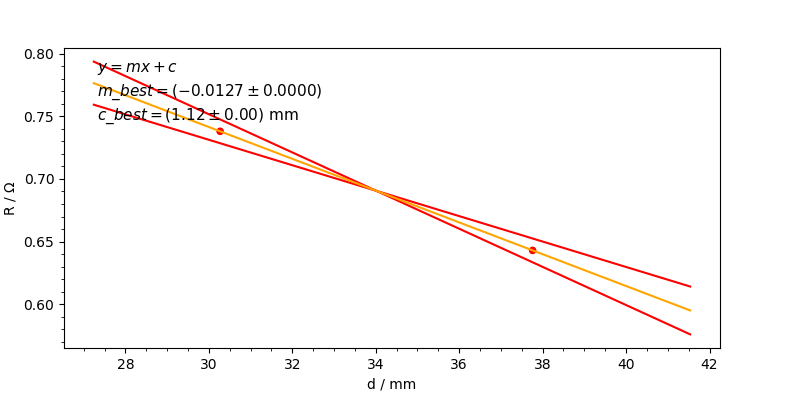 0.80
0.75
0.70
0.65
0.60
R / Ω
y = mx + c
m_best = (−0.0127 ± 0.0000)
c_best = (1.12 ± 0.00) mm
28 30 32 34 36 38 40 42
d / mm